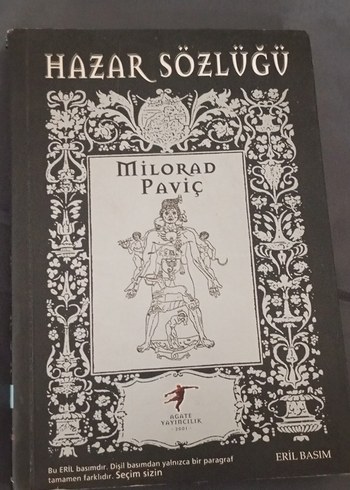 HAZAR SÖZLÜĞÜ
MILORAD
PAVIÇ
AGATE
YAYINCILIK
2001
Bu ERİL basımdır. Dişil basımdan yalnızca bir paragraf
tamamen farklıdır. Seçim sizin
ERİL BASIM